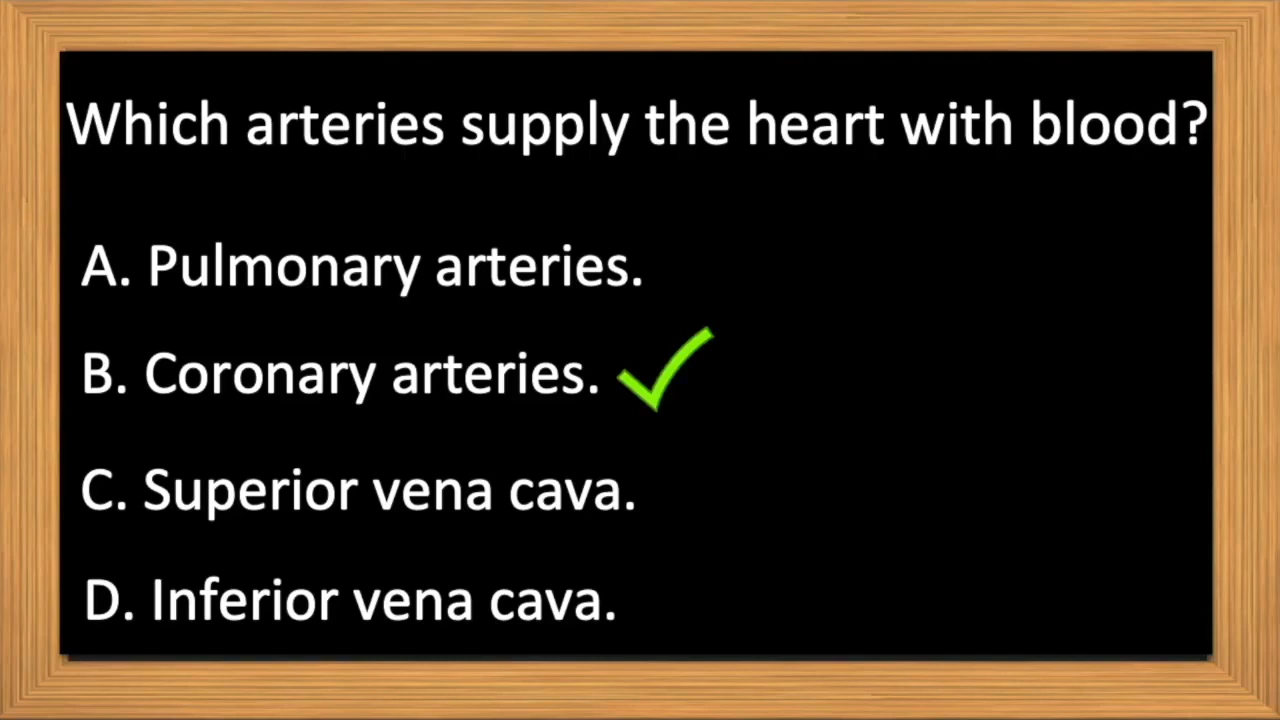 Which arteries supply the heart with blood?
A. Pulmonary arteries.
B. Coronary arteries.
C. Superior vena cava.
D. Inferior vena cava.